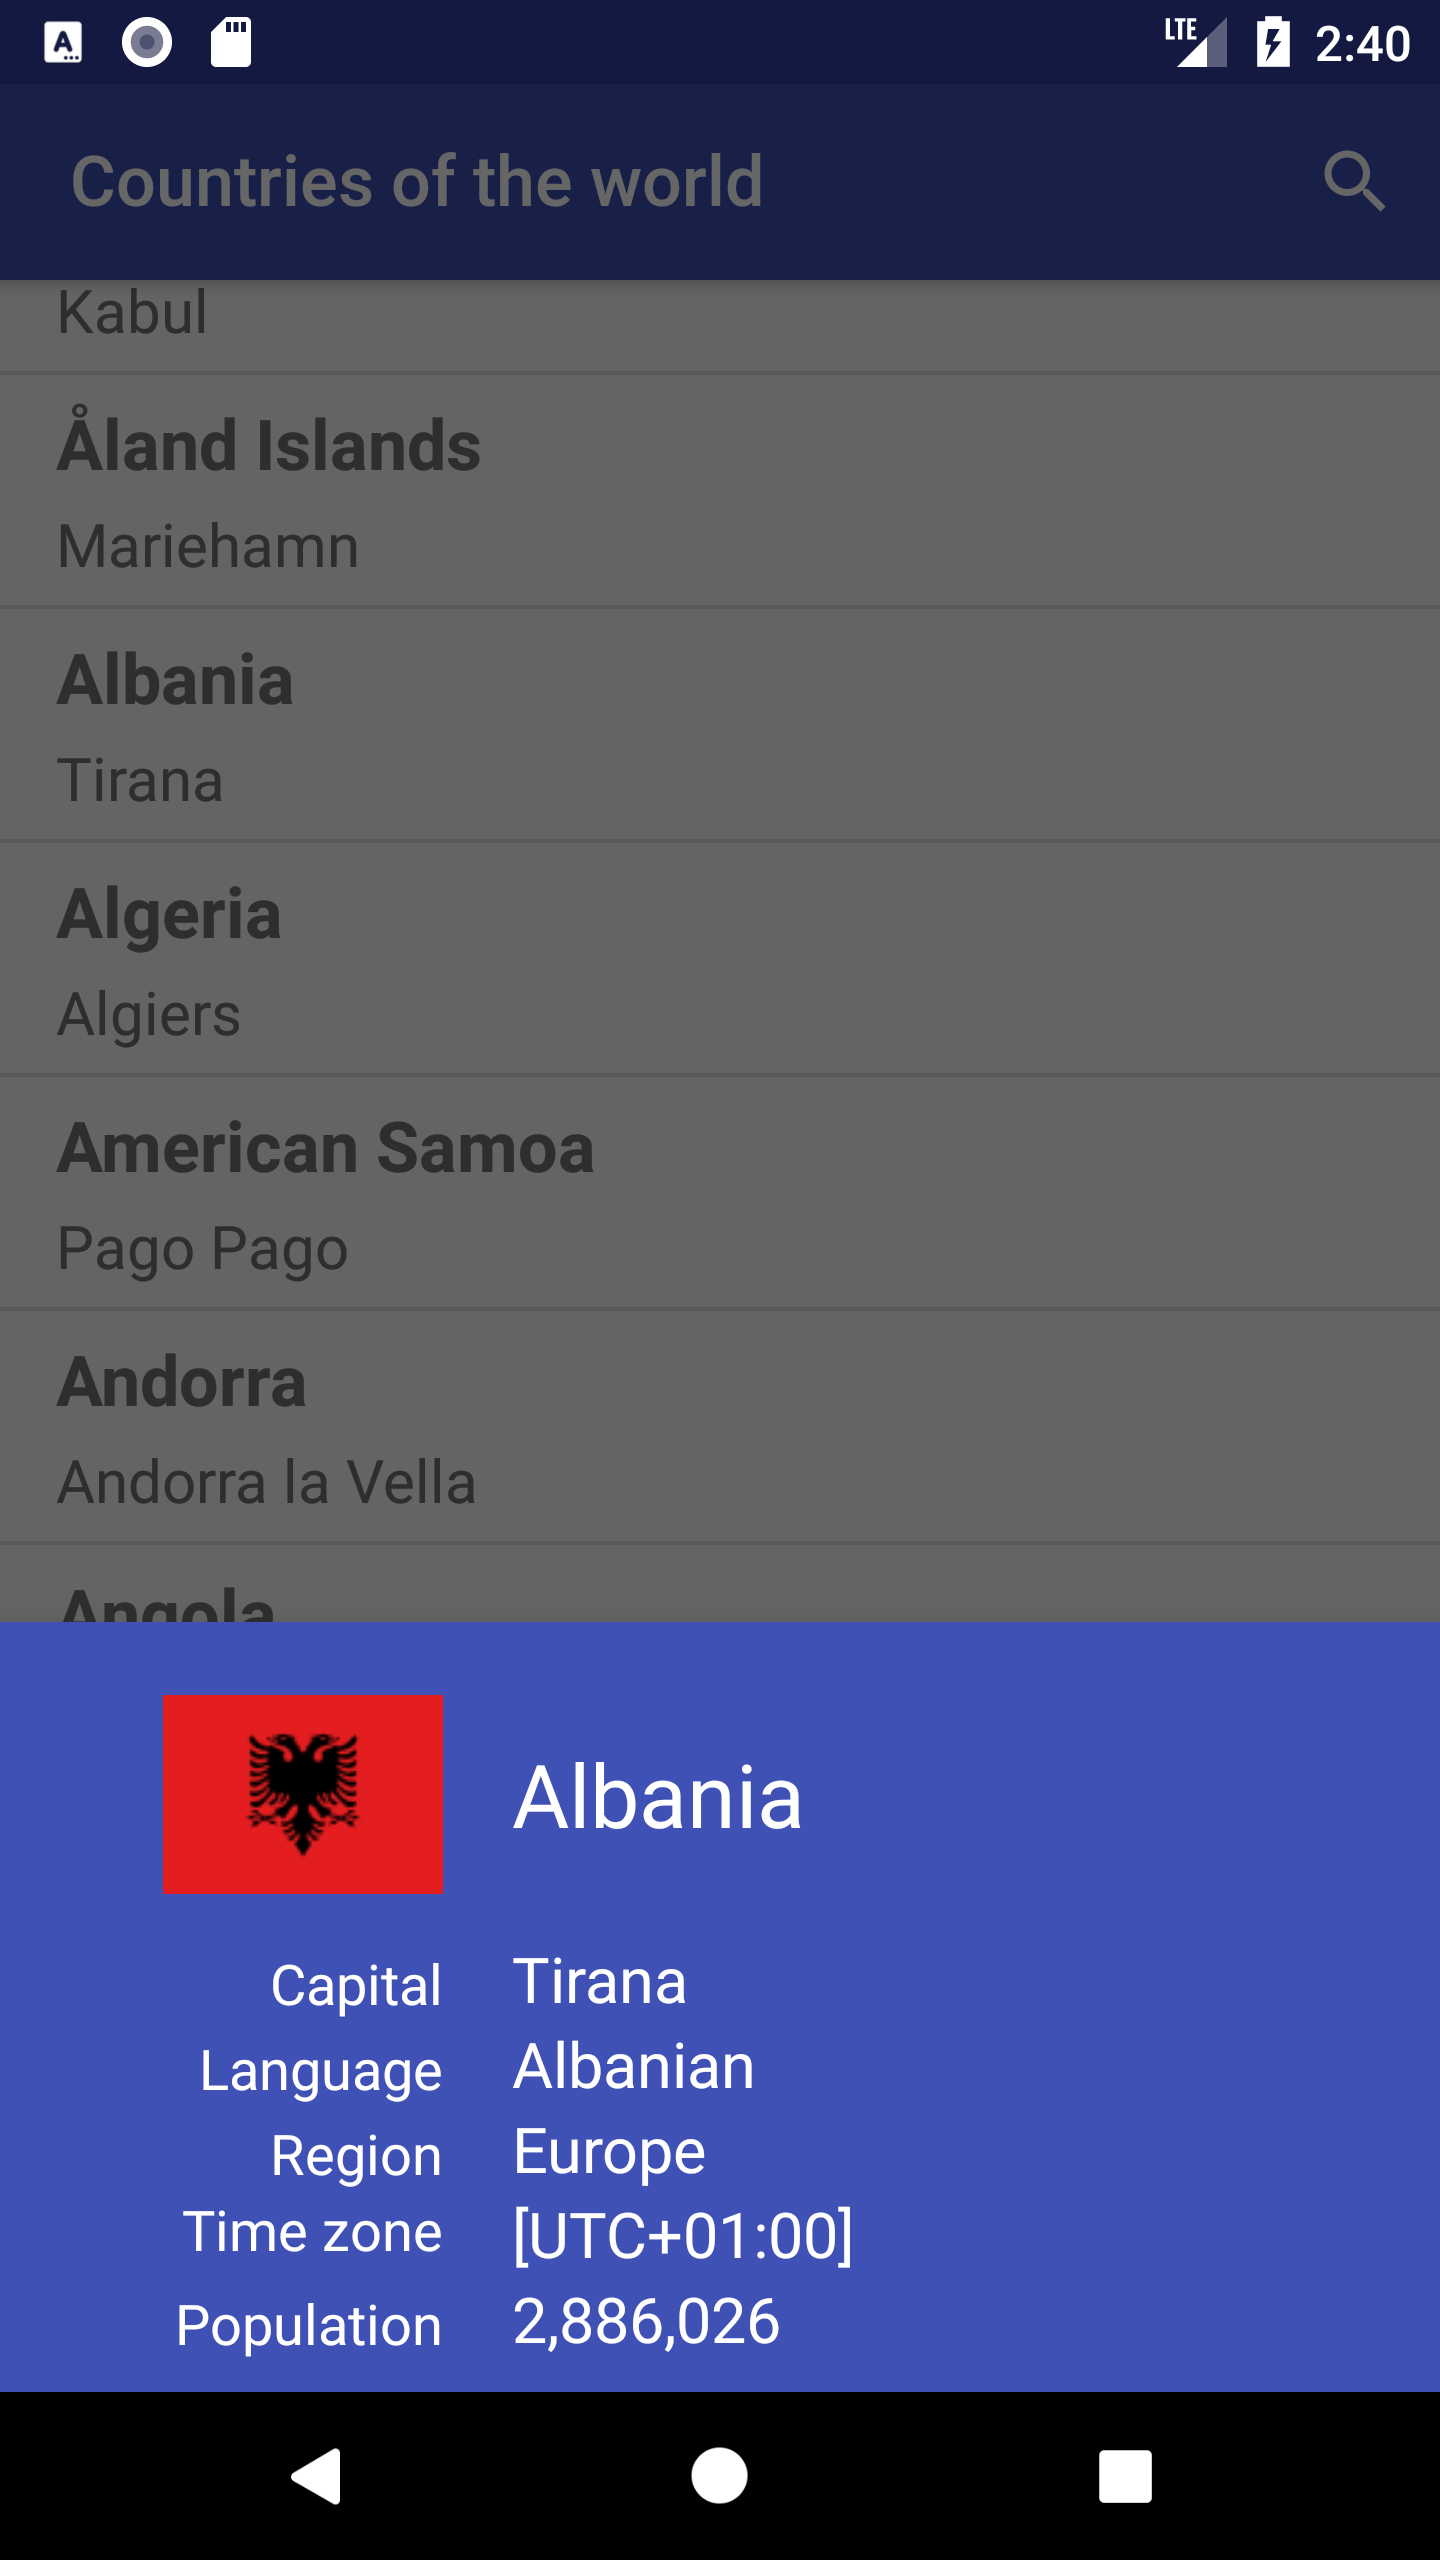 LTE 2:40
Countries of the world
Kabul
Åland Islands
Mariehamn
Albania
Tirana
Algeria
Algiers
American Samoa
Pago Pago
Andorra
Andorra la Vella
Angola
Albania
Capital Tirana
Language Albanian
Region Europe
Time zone [UTC+01:00]
Population 2,886,026